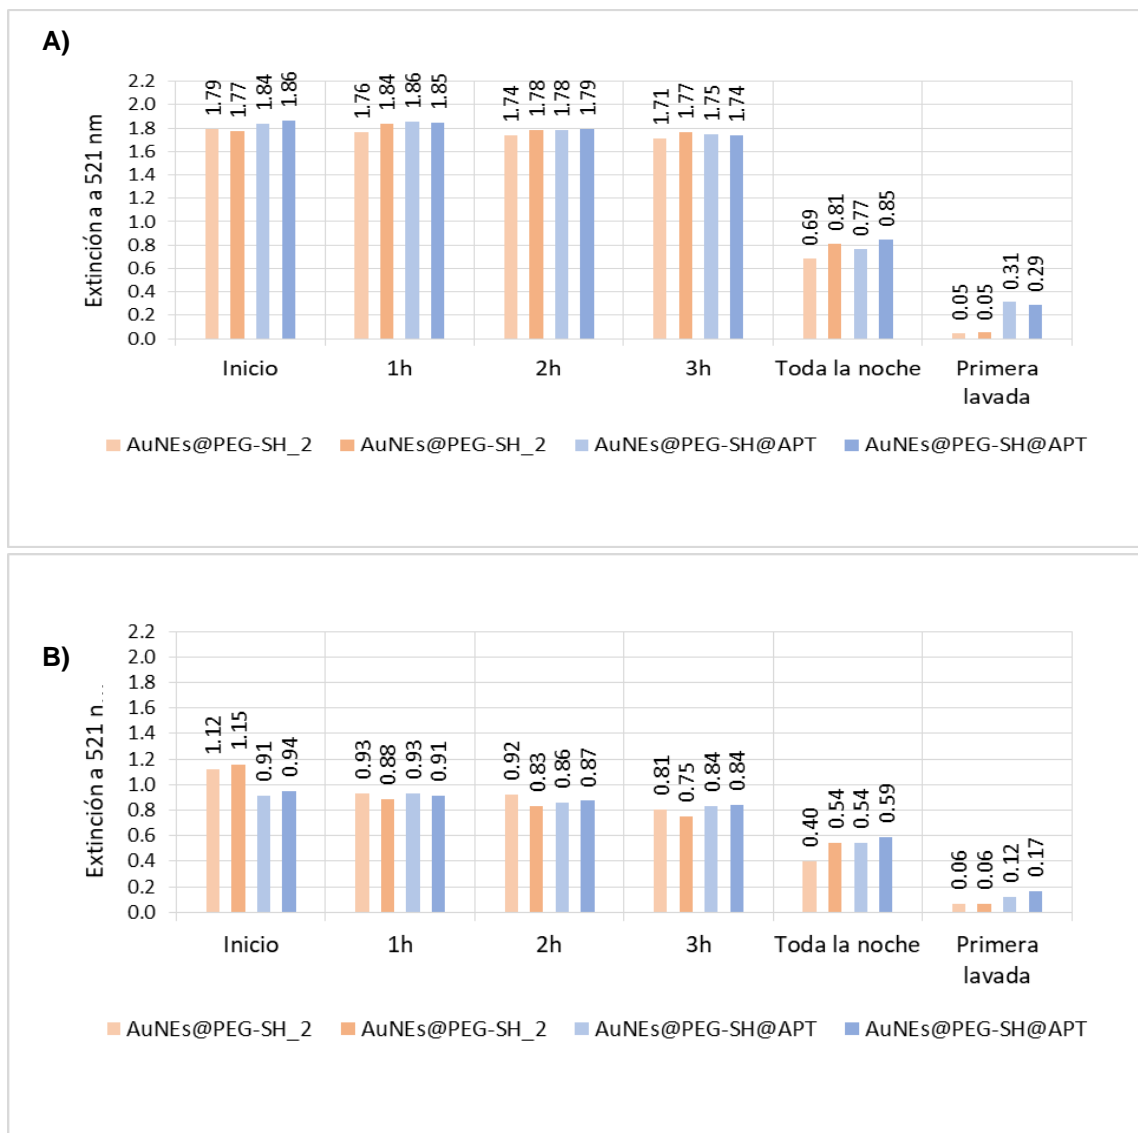 A)
Extinción a a 521 nm
2.2
2.0
1.8
1.6
1.4
1.2
1.0
0.8
0.6
0.4
0.2
0.0
1.79 1.77 1.84 1.86
1.76 1.84 1.86 1.85
1.74 1.78 1.78 1.79
1.71 1.77 1.75 1.74
0.69 0.81 0.77 0.85
0.05 0.05 0.31 0.29
Inicio 1h 2h 3h Toda la noche Primera
lavada
AuNEs@PEG-SH_2 AuNEs@PEG-SH_2 AuNEs@PEG-SH@APT AuNEs@PEG-SH@APT
B)
Extinción a 521 n...
2.2
2.0
1.8
1.6
1.4
1.2
1.0
0.8
0.6
0.4
0.2
0.0
1.12 1.15 0.91 0.94
0.93 0.88 0.93 0.91
0.92 0.83 0.86 0.87
0.81 0.75 0.84 0.84
0.40 0.54 0.54 0.59
0.06 0.06 0.12 0.17
Inicio 1h 2h 3h Toda la noche Primera
lavada
AuNEs@PEG-SH_2 AuNEs@PEG-SH_2 AuNEs@PEG-SH@APT AuNEs@PEG-SH@APT